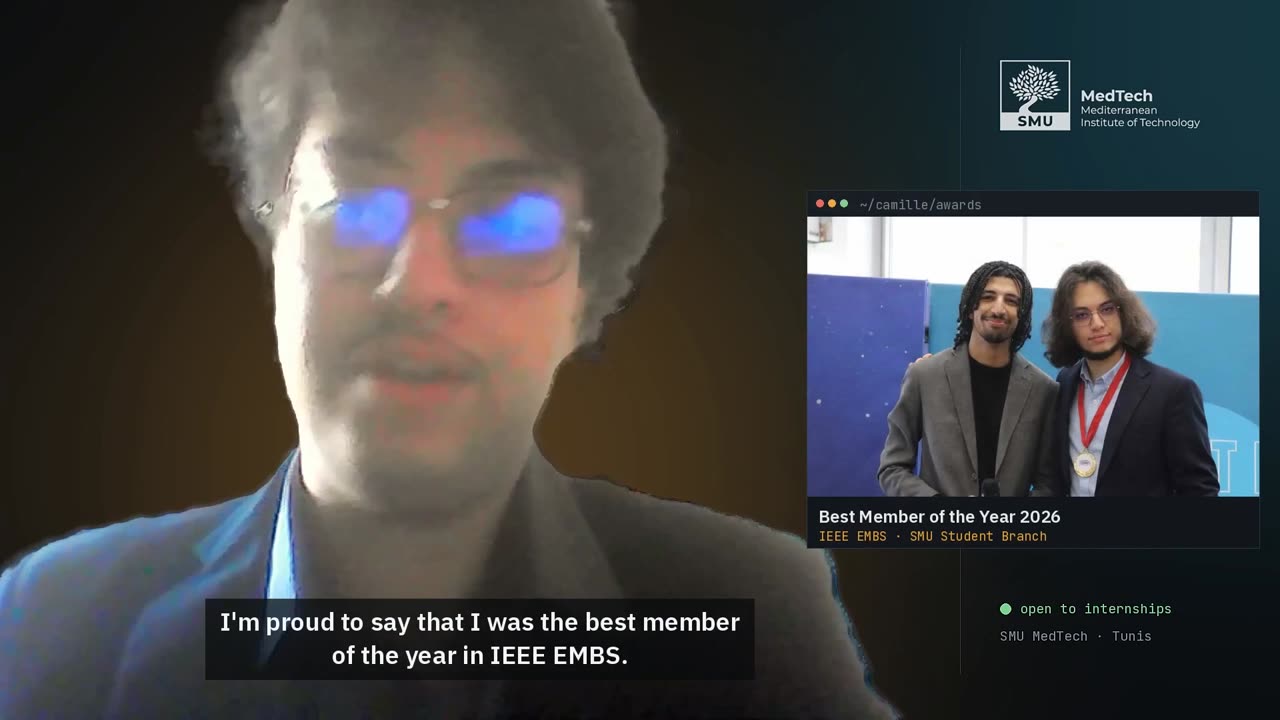 SMU
MedTech
Mediterranean
Institute of Technology
~/camille/awards
Best Member of the Year 2026
IEEE EMBS · SMU Student Branch
open to internships
SMU MedTech · Tunis
I'm proud to say that I was the best member
of the year in IEEE EMBS.